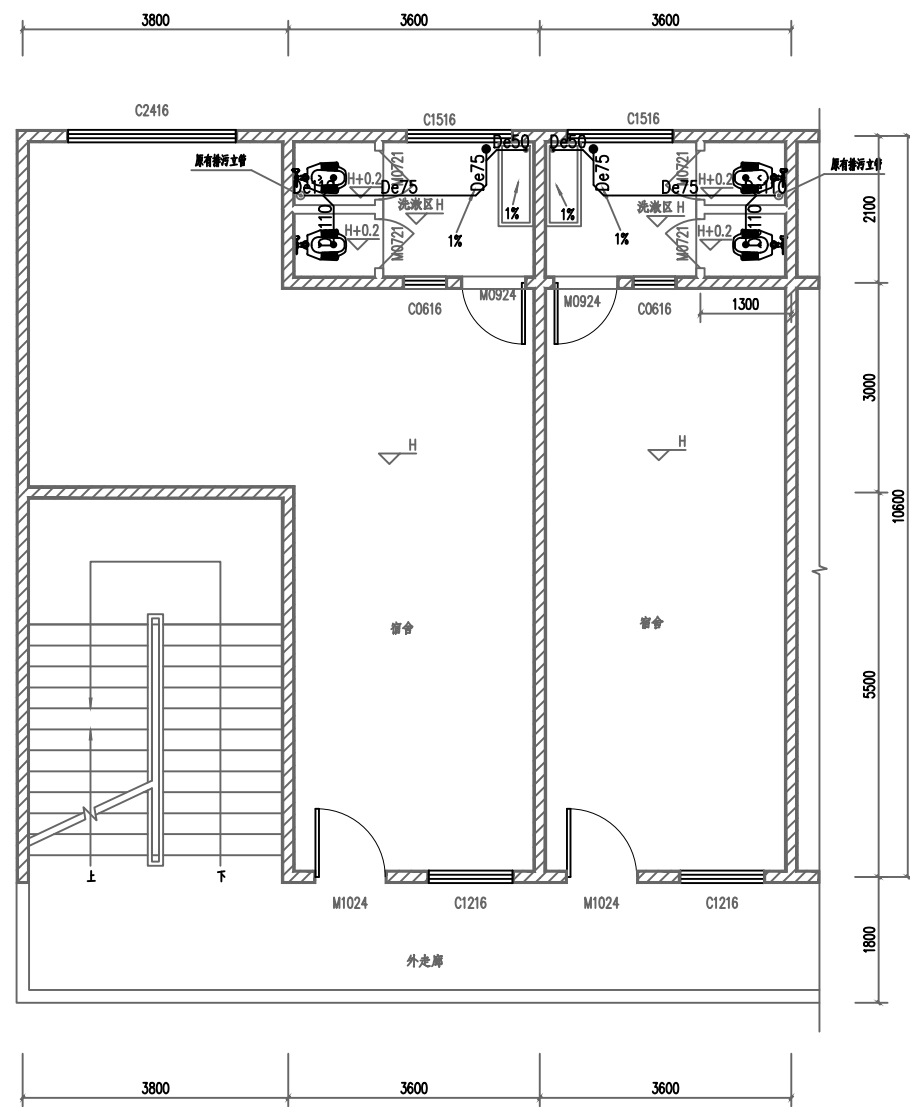 3800
3600
3600
C2416
C1516
C1516
原有排污立管
De110
De75
De75
De50
De50
De75
De75
De110
原有排污立管
H+0.2
M0721
洗漱区 H
1%
1%
1%
1%
洗漱区 H
M0721
H+0.2
2100
De110
H+0.2
M0721
M0721
H+0.2
De110
C0616
M0924
M0924
C0616
1300
3000
H
H
10600
宿舍
宿舍
5500
上
下
M1024
C1216
M1024
C1216
1800
外走廊
3800
3600
3600